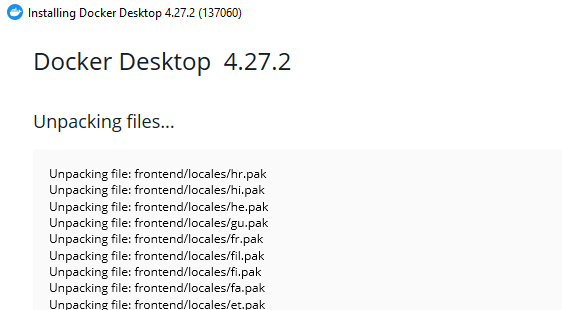 Installing Docker Desktop 4.27.2 (137060)
Docker Desktop 4.27.2
Unpacking files...
Unpacking file: frontend/locales/hr.pak
Unpacking file: frontend/locales/hi.pak
Unpacking file: frontend/locales/he.pak
Unpacking file: frontend/locales/gu.pak
Unpacking file: frontend/locales/fr.pak
Unpacking file: frontend/locales/fil.pak
Unpacking file: frontend/locales/fi.pak
Unpacking file: frontend/locales/fa.pak
Unpacking file: frontend/locales/et.pak